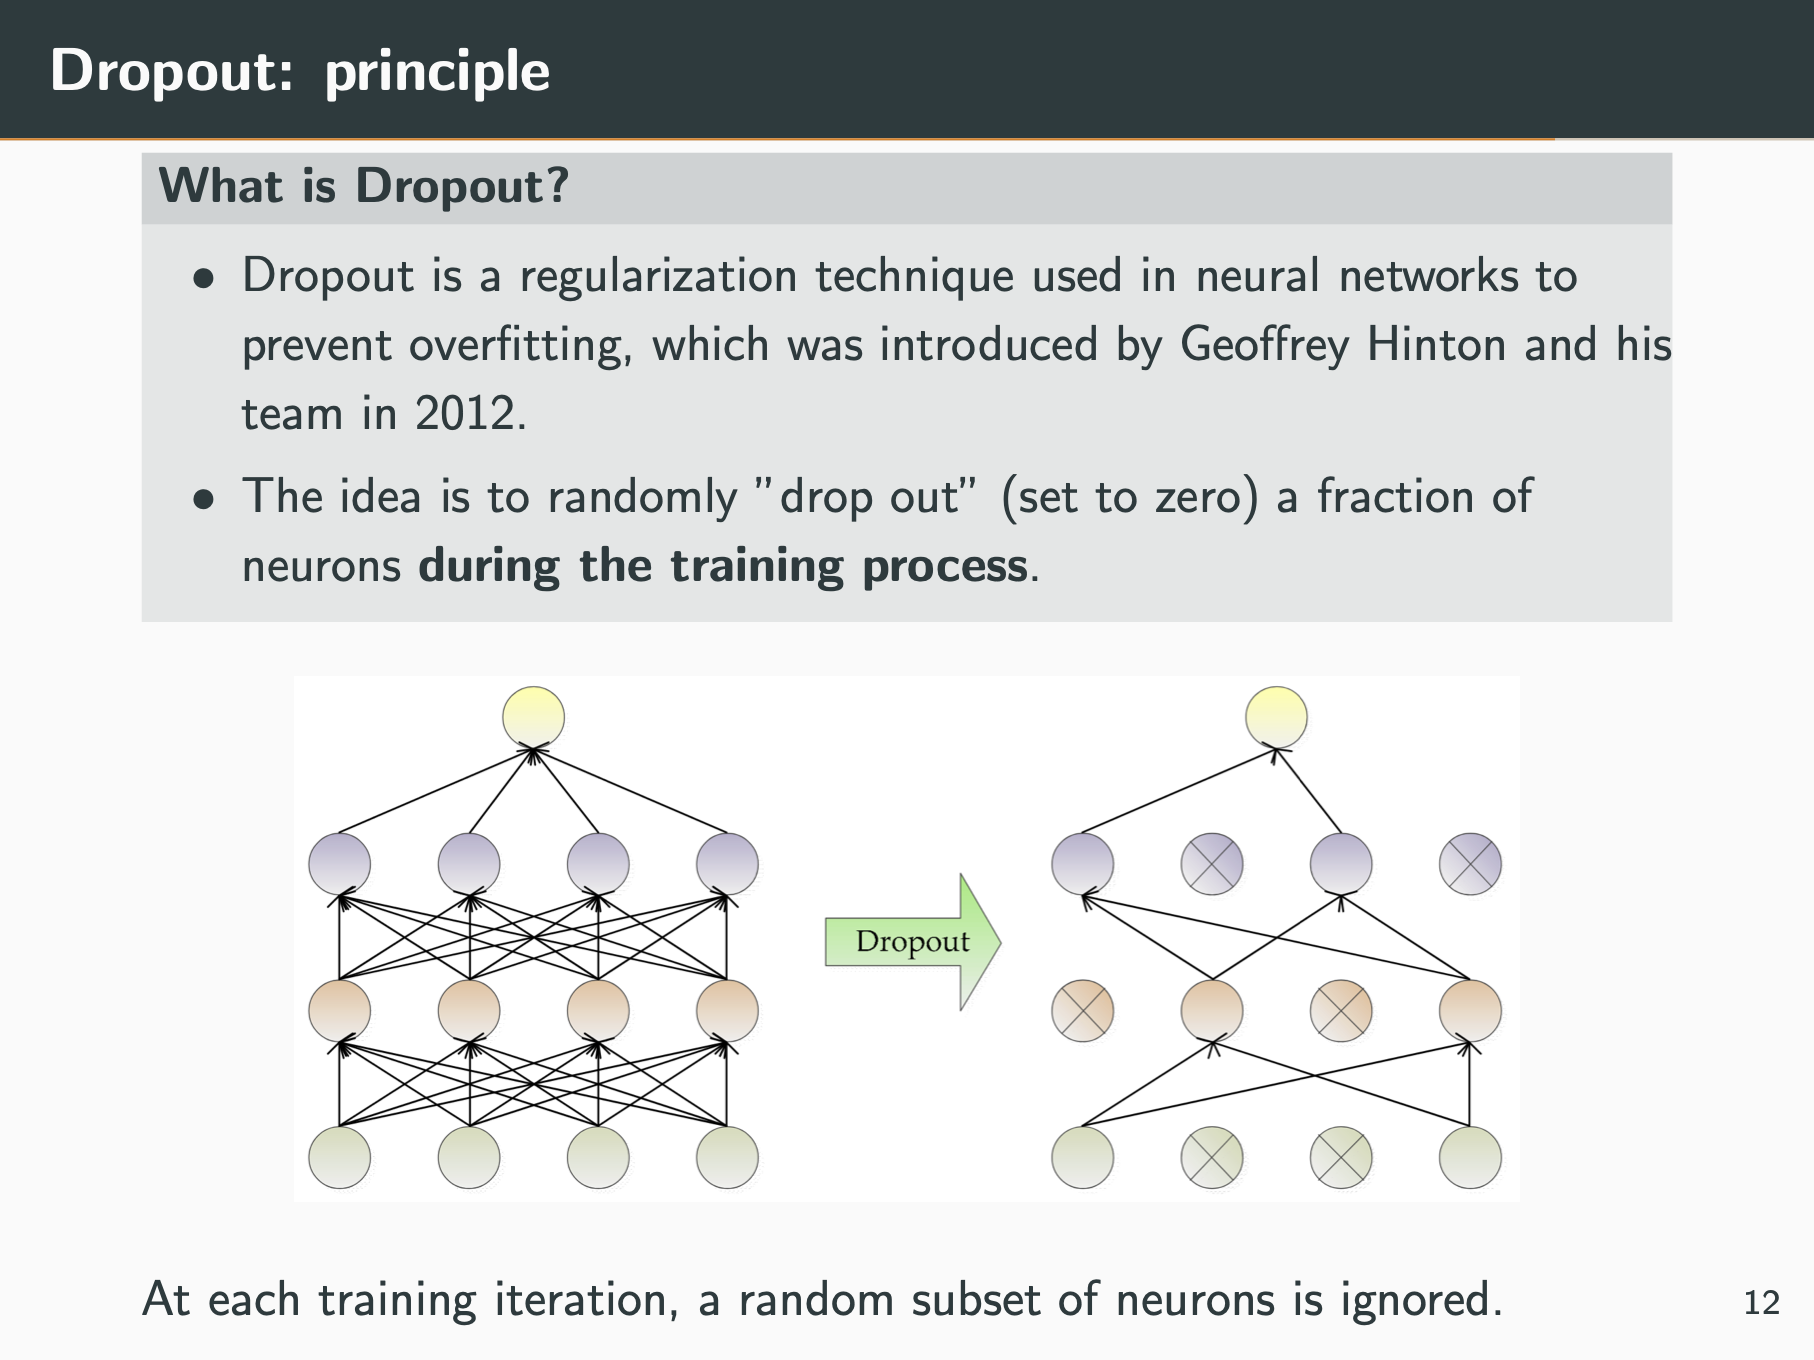 Dropout: principle
What is Dropout?
• Dropout is a regularization technique used in neural networks to
prevent overfitting, which was introduced by Geoffrey Hinton and his
team in 2012.
• The idea is to randomly ”drop out” (set to zero) a fraction of
neurons during the training process.
Dropout
At each training iteration, a random subset of neurons is ignored.
12